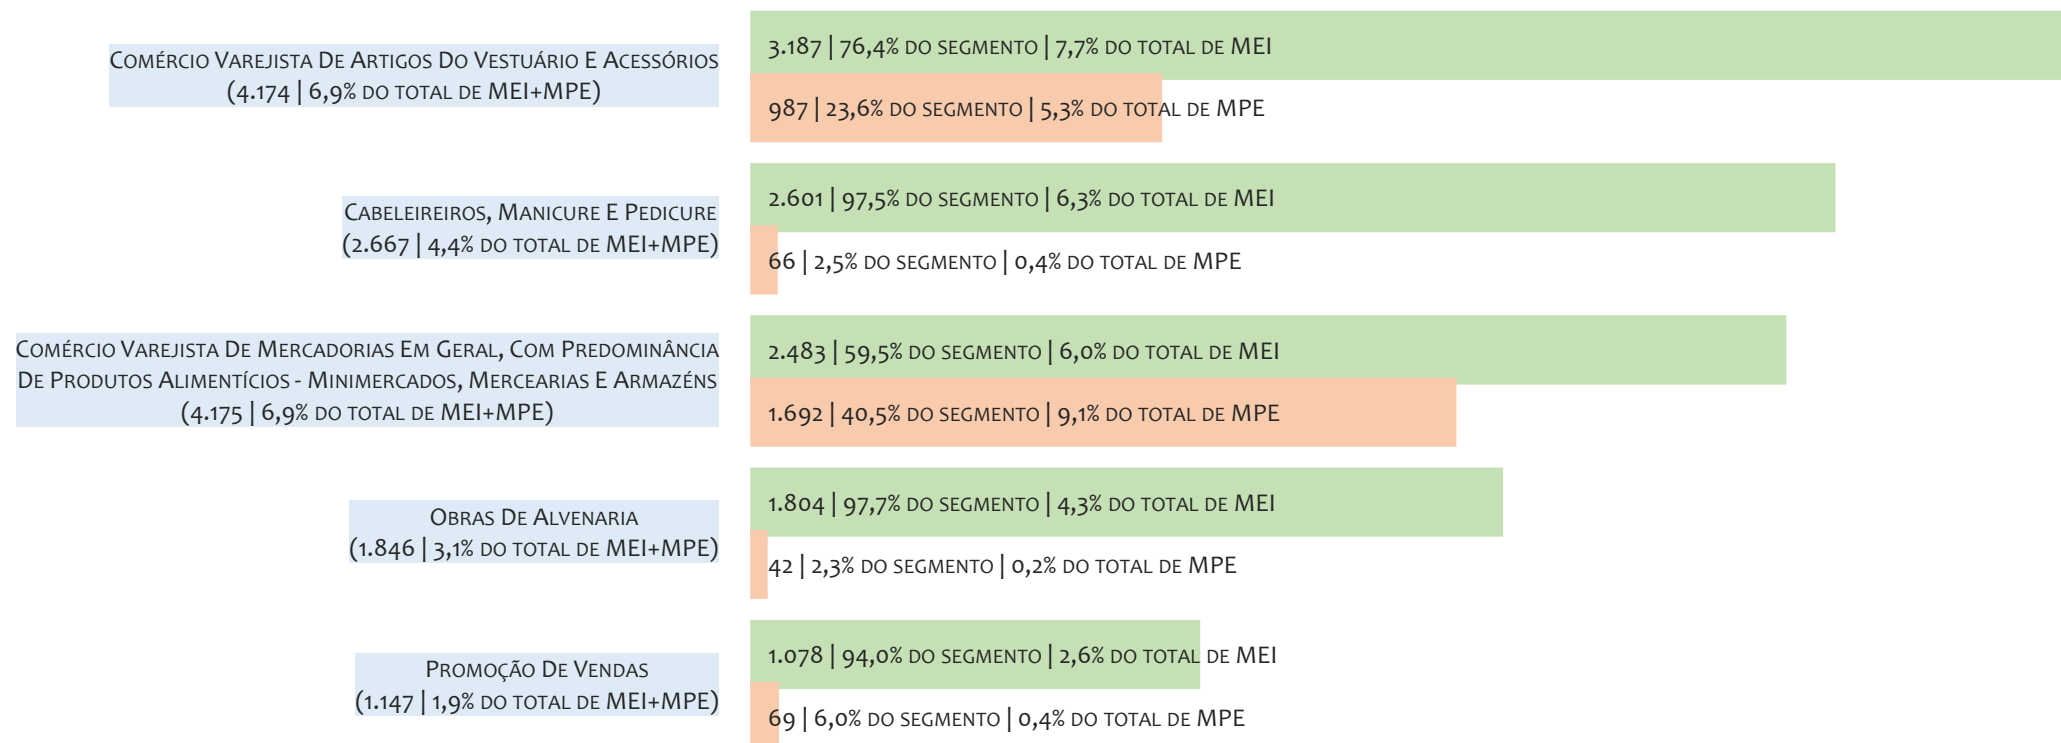 Comércio Varejista De Artigos Do Vestuário E Acessórios
(4.174 | 6,9% do total de MEI+MPE)
3.187 | 76,4% do segmento | 7,7% do total de MEI
987 | 23,6% do segmento | 5,3% do total de MPE
Cabeleireiros, Manicure E Pedicure
(2.667 | 4,4% do total de MEI+MPE)
2.601 | 97,5% do segmento | 6,3% do total de MEI
66 | 2,5% do segmento | 0,4% do total de MPE
Comércio Varejista De Mercadorias Em Geral, Com Predominância
De Produtos Alimentícios - Minimercados, Mercearias E Armazéns
(4.175 | 6,9% do total de MEI+MPE)
2.483 | 59,5% do segmento | 6,0% do total de MEI
1.692 | 40,5% do segmento | 9,1% do total de MPE
Obras De Alvenaria
(1.846 | 3,1% do total de MEI+MPE)
1.804 | 97,7% do segmento | 4,3% do total de MEI
42 | 2,3% do segmento | 0,2% do total de MPE
Promoção De Vendas
(1.147 | 1,9% do total de MEI+MPE)
1.078 | 94,0% do segmento | 2,6% do total de MEI
69 | 6,0% do segmento | 0,4% do total de MPE